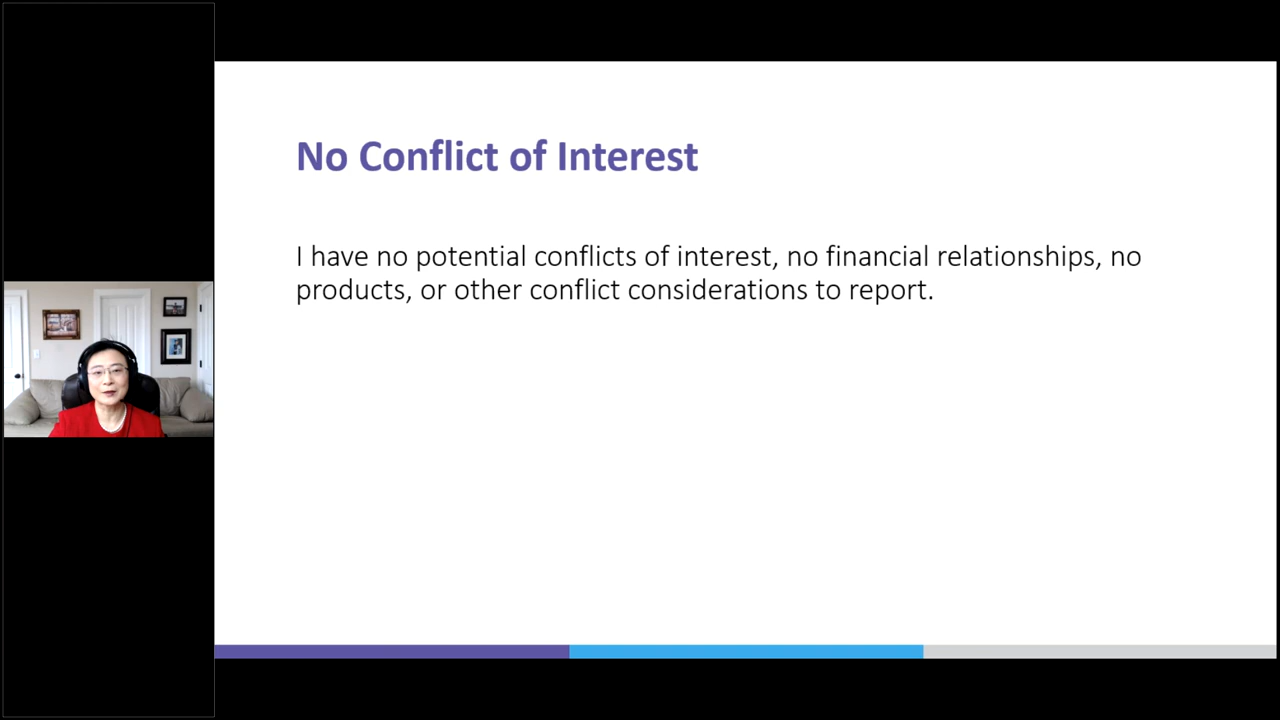 No Conflict of Interest
I have no potential conflicts of interest, no financial relationships, no
products, or other conflict considerations to report.